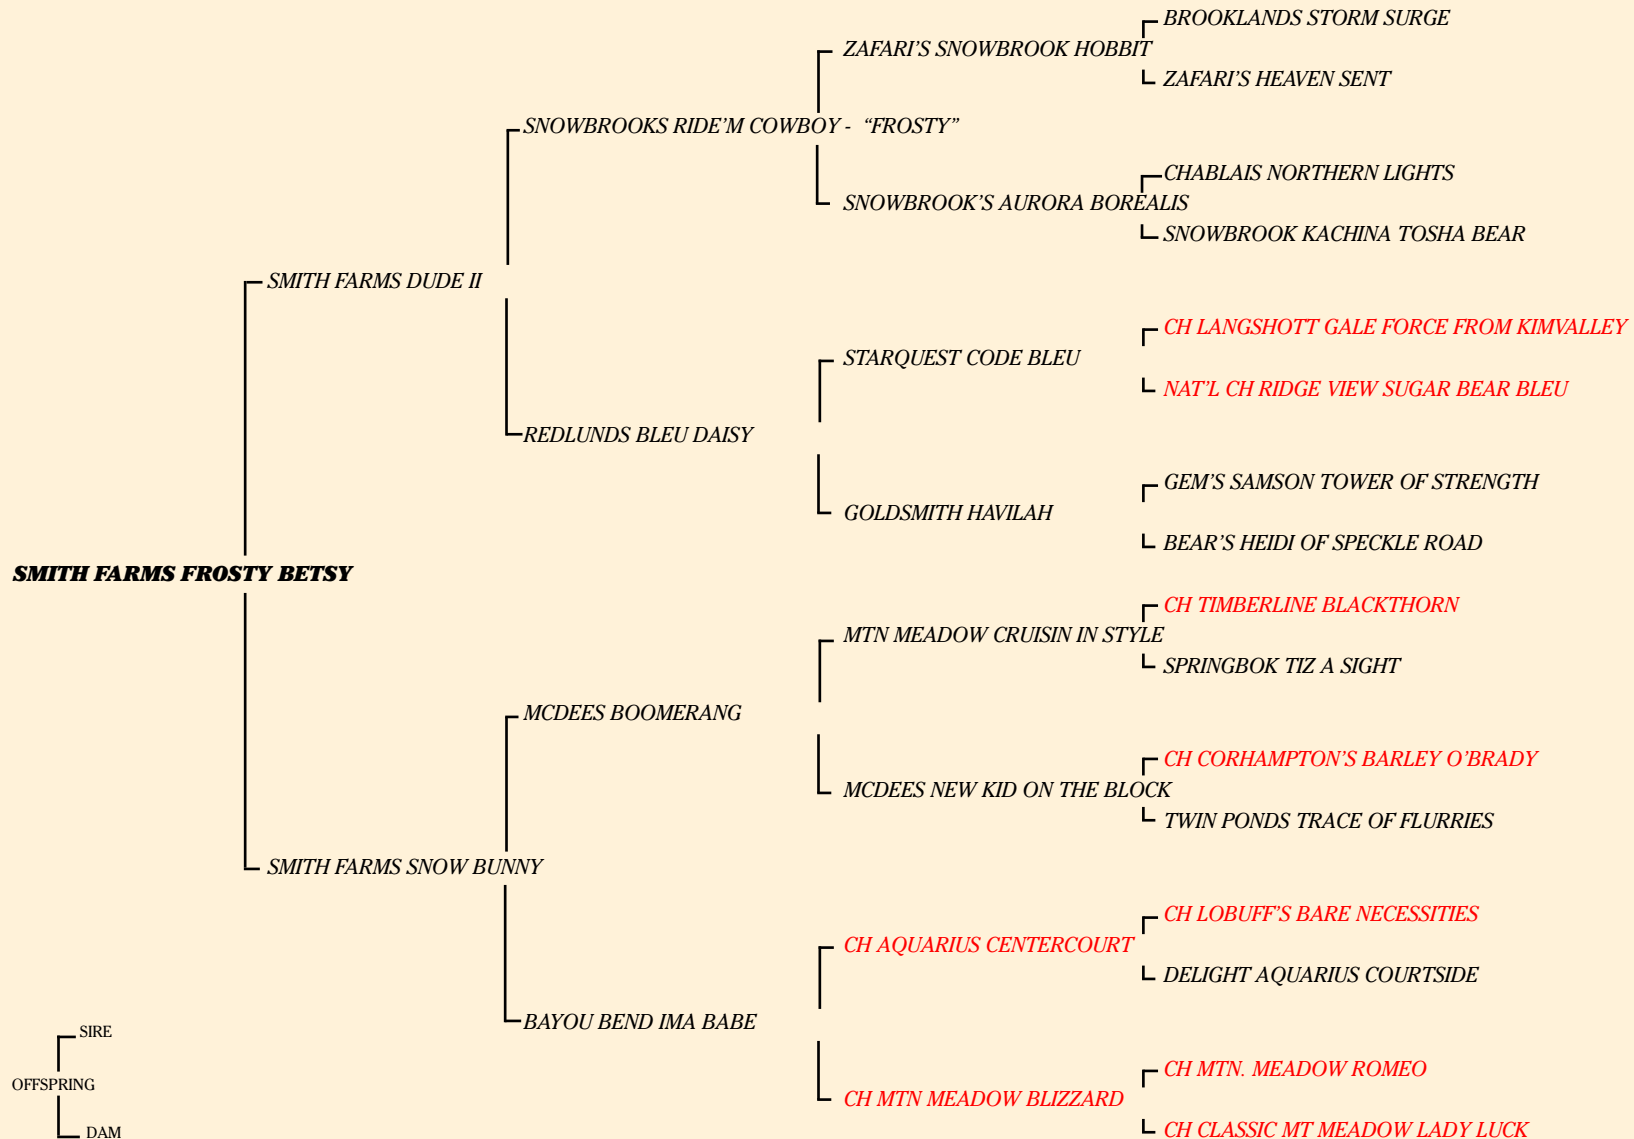 BROOKLANDS STORM SURGE
ZAFARI'S SNOWBROOK HOBBIT
ZAFARI'S HEAVEN SENT
SNOWBROOKS RIDE'M COWBOY - “FROSTY”
CHABLAIS NORTHERN LIGHTS
SNOWBROOK'S AURORA BOREALIS
SNOWBROOK KACHINA TOSHA BEAR
SMITH FARMS DUDE II
CH LANGSHOTT GALE FORCE FROM KIMVALLEY
STARQUEST CODE BLEU
NAT'L CH RIDGE VIEW SUGAR BEAR BLEU
REDLUNDS BLEU DAISY
GEM'S SAMSON TOWER OF STRENGTH
GOLDSMITH HAVILAH
BEAR'S HEIDI OF SPECKLE ROAD
SMITH FARMS FROSTY BETSY
CH TIMBERLINE BLACKTHORN
MTN MEADOW CRUISIN IN STYLE
SPRINGBOK TIZ A SIGHT
MCDEES BOOMERANG
CH CORHAMPTON'S BARLEY O'BRADY
MCDEES NEW KID ON THE BLOCK
TWIN PONDS TRACE OF FLURRIES
SMITH FARMS SNOW BUNNY
CH LOBUFF'S BARE NECESSITIES
CH AQUARIUS CENTERCOURT
DELIGHT AQUARIUS COURTSIDE
BAYOU BEND IMA BABE
CH MTN. MEADOW ROMEO
CH MTN MEADOW BLIZZARD
CH CLASSIC MT MEADOW LADY LUCK
SIRE
OFFSPRING
DAM